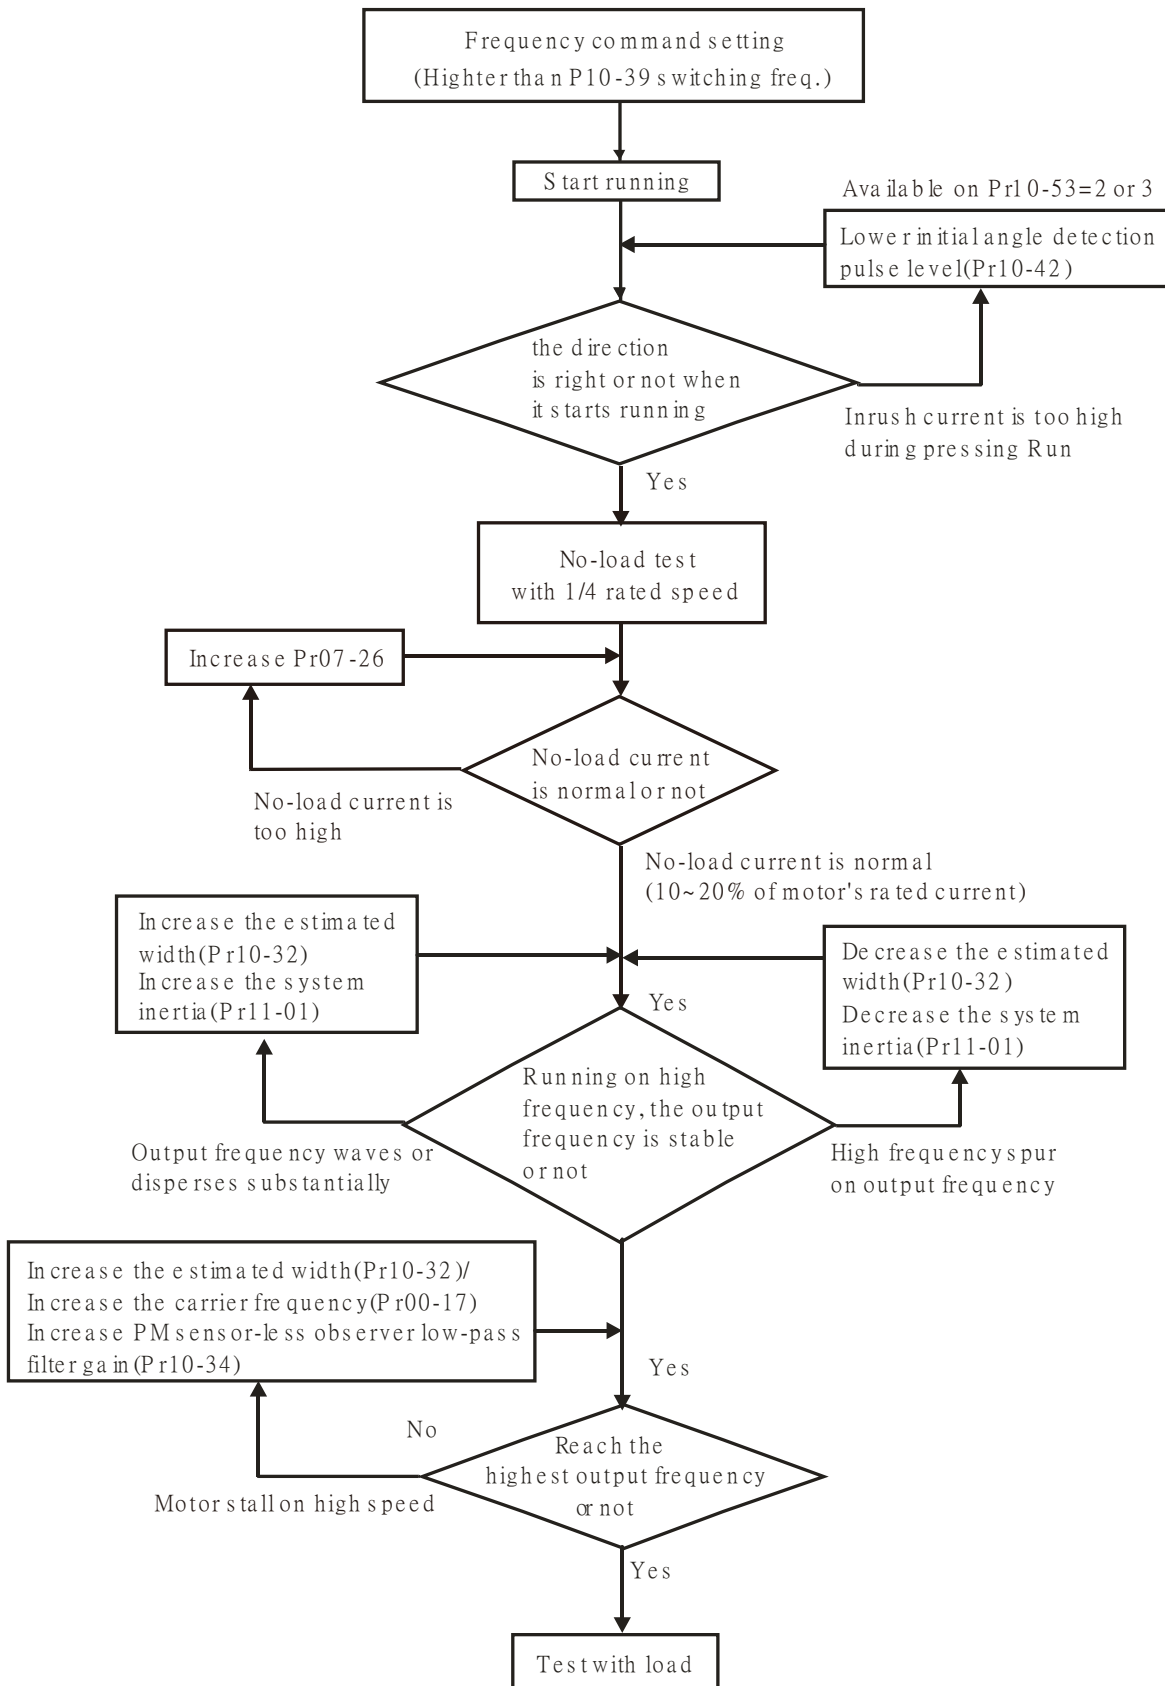 Frequency command setting
(Highter than P10-39 switching freq.)
Start running
Available on Pr10-53=2 or 3
Lower initial angle detection
pulse level(Pr10-42)
the direction
is right or not when
it starts running
Inrush current is too high
during pressing Run
Yes
No-load test
with 1/4 rated speed
Increase Pr07-26
No-load current
is normal or not
No-load current is
too high
No-load current is normal
(10~20% of motor's rated current)
Increase the estimated
width(Pr10-32)
Increase the system
inertia(Pr11-01)
Decrease the estimated
width(Pr10-32)
Decrease the system
inertia(Pr11-01)
Yes
Running on high
frequency, the output
frequency is stable
or not
Output frequency waves or
disperses substantially
High frequency spur
on output frequency
Increase the estimated width(Pr10-32)/
Increase the carrier frequency(Pr00-17)
Increase PM sensor-less observer low-pass
filter gain(Pr10-34)
Yes
No
Reach the
highest output frequency
or not
Motor stall on high speed
Yes
Test with load